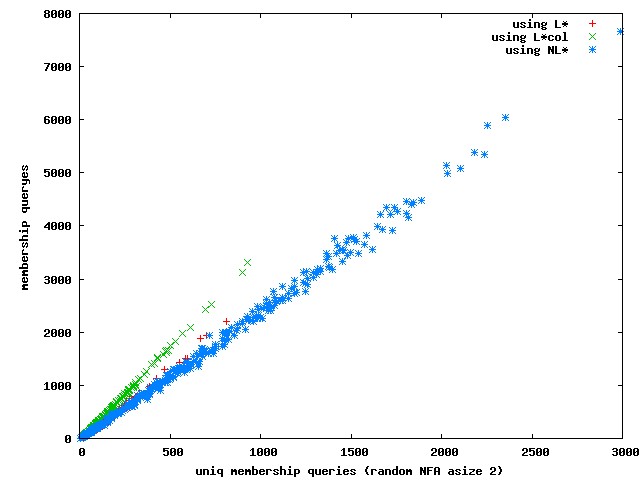 8000
7000
6000
5000
4000
3000
2000
1000
0
membership queryes
using L*
using L*col
using NL*
0 500 1000 1500 2000 2500 3000
uniq membership queries (random NFA asize 2)